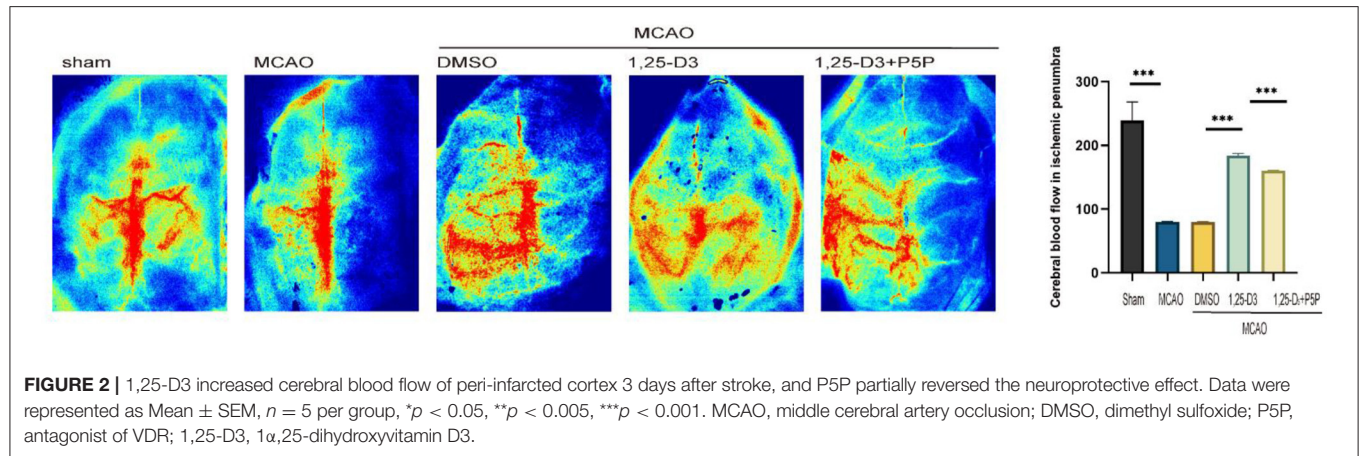 MCAO
sham
MCAO
DMSO
1,25-D3
1,25-D3+P5P
Cerebral blood flow in ischemic penumbra
300
200
100
0
***
***
***
Sham
MCAO
DMSO
1,25-D3
1,25-D₃+P5P
MCAO
FIGURE 2 | 1,25-D3 increased cerebral blood flow of peri-infarcted cortex 3 days after stroke, and P5P partially reversed the neuroprotective effect. Data were
represented as Mean ± SEM, n = 5 per group, *p < 0.05, **p < 0.005, ***p < 0.001. MCAO, middle cerebral artery occlusion; DMSO, dimethyl sulfoxide; P5P,
antagonist of VDR; 1,25-D3, 1α,25-dihydroxyvitamin D3.